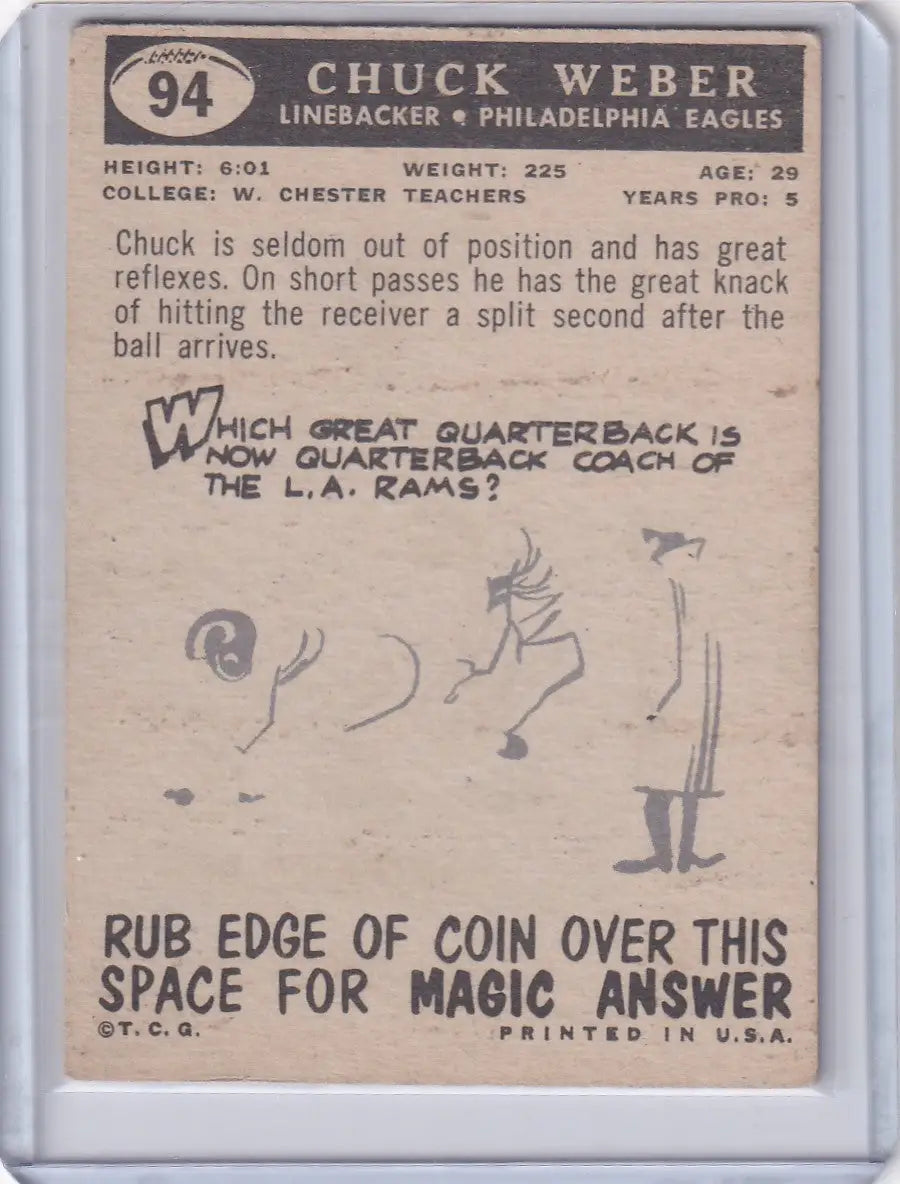 94
CHUCK WEBER
LINEBACKER • PHILADELPHIA EAGLES
HEIGHT: 6:01 WEIGHT: 225 AGE: 29
COLLEGE: W. CHESTER TEACHERS YEARS PRO: 5
Chuck is seldom out of position and has great
reflexes. On short passes he has the great knack
of hitting the receiver a split second after the
ball arrives.
WHICH GREAT QUARTERBACK IS
NOW QUARTERBACK COACH OF
THE L.A. RAMS?
RUB EDGE OF COIN OVER THIS
SPACE FOR MAGIC ANSWER
©T. C. G. PRINTED IN U.S.A.